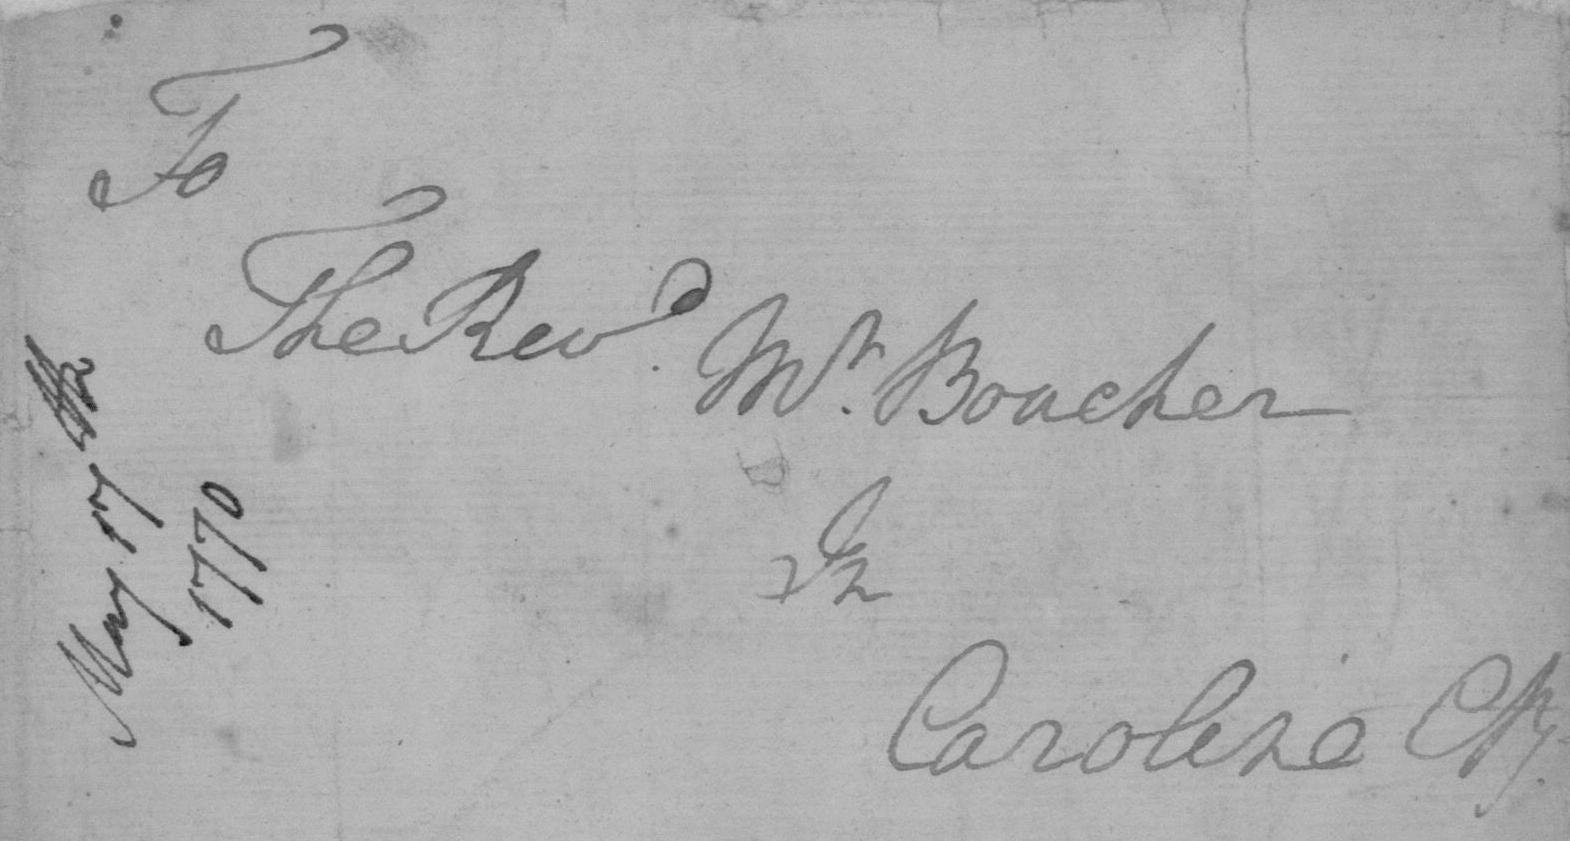 To
The Revd. Mr. Boucher
In
Caroline Cty.
May 17th
1770